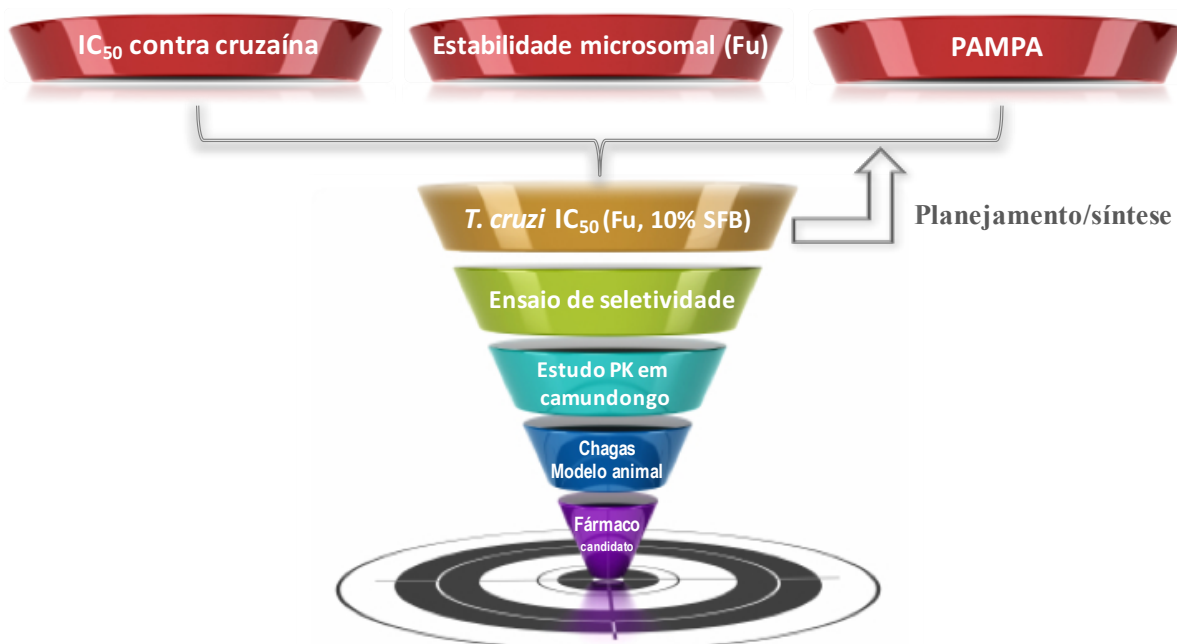 IC₅₀ contra cruzaína
Estabilidade microsomal (Fu)
PAMPA
T. cruzi IC₅₀ (Fu, 10% SFB)
Planejamento/síntese
Ensaio de seletividade
Estudo PK em
camundongo
Chagas
Modelo animal
Fármaco
candidato